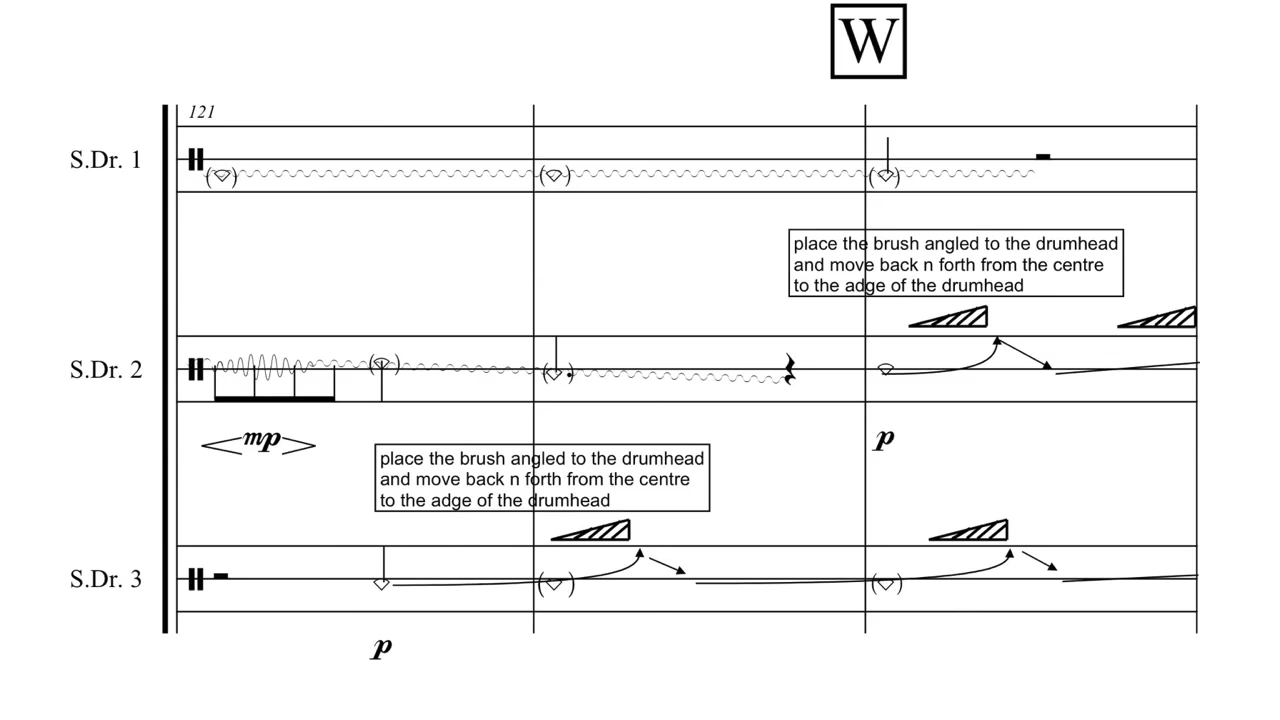 W
121
S.Dr. 1
place the brush angled to the drumhead
and move back n forth from the centre
to the adge of the drumhead
S.Dr. 2
mp
p
place the brush angled to the drumhead
and move back n forth from the centre
to the adge of the drumhead
S.Dr. 3
p